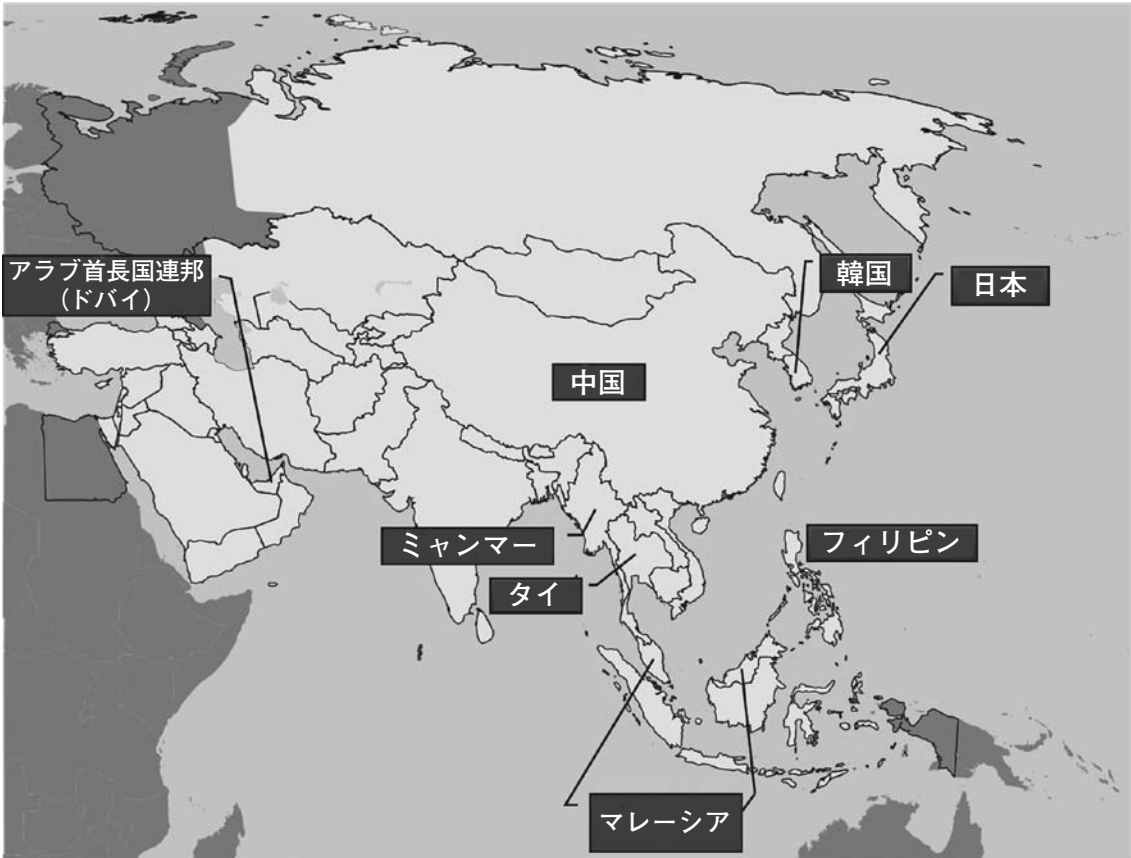 アラブ首長国連邦
（ドバイ）
韓国
日本
中国
ミャンマー
フィリピン
タイ
マレーシア